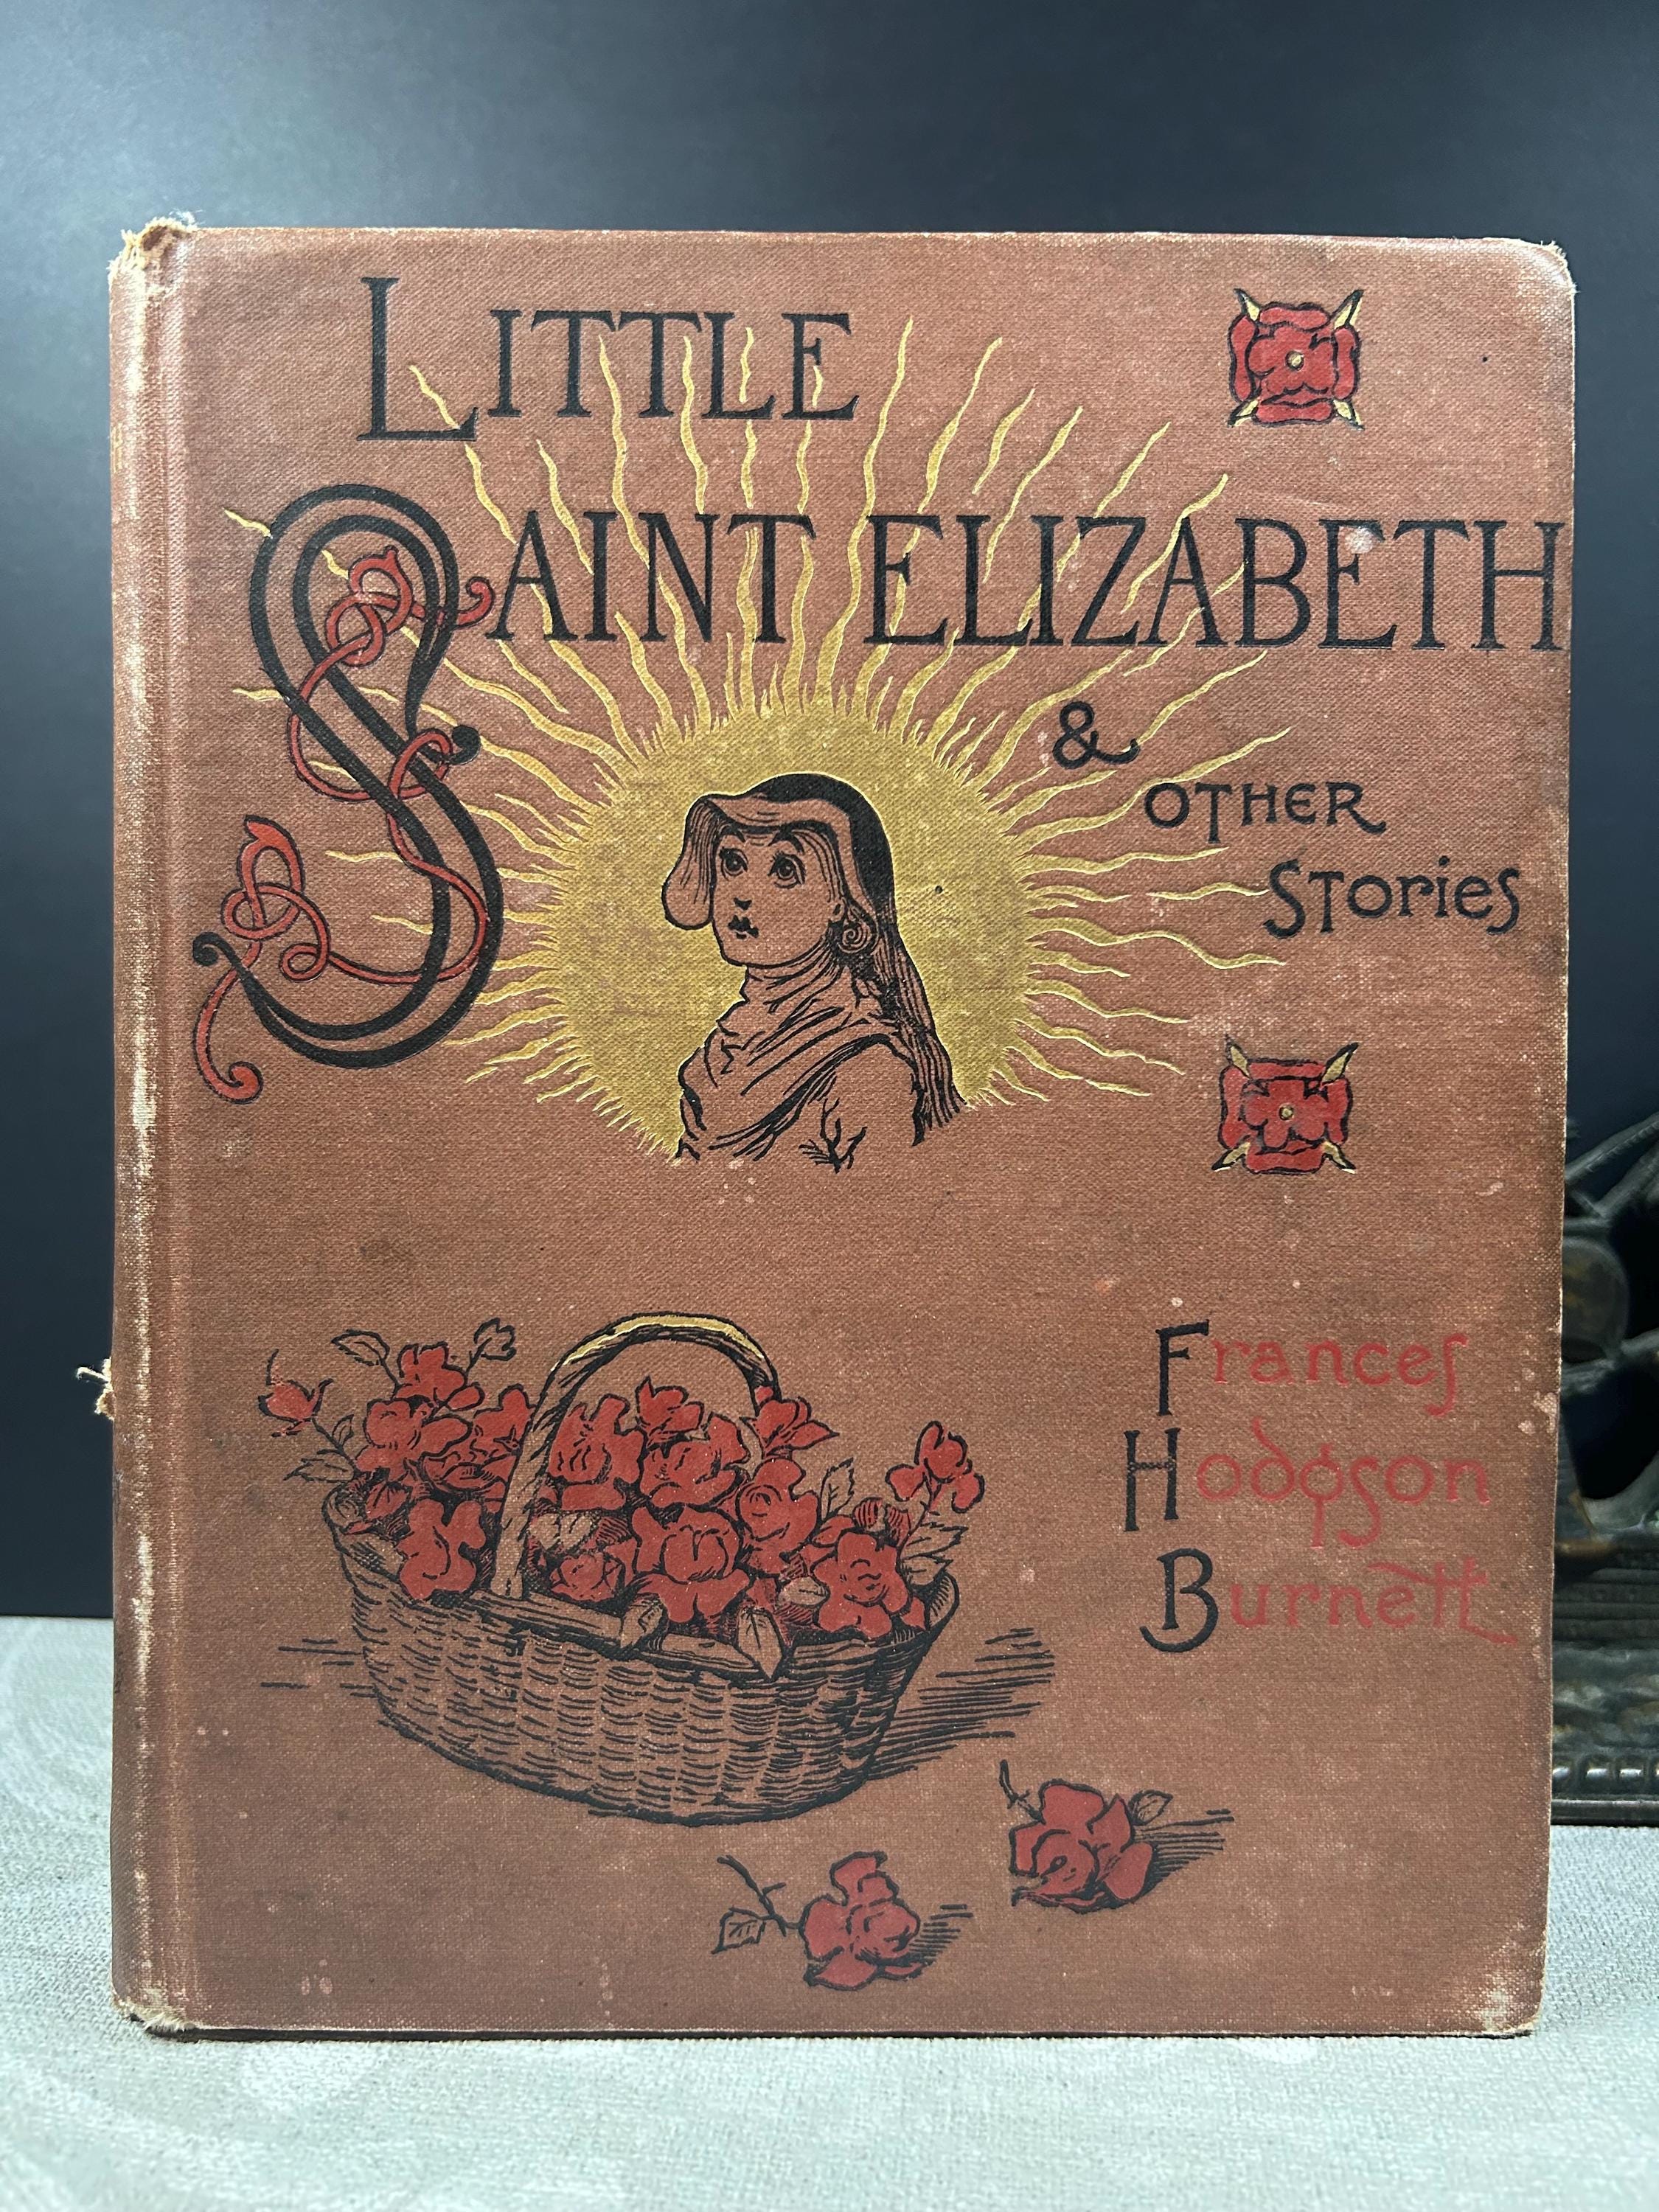 LITTLE
SAINT ELIZABETH
&
OTHER
STORIES
Frances
Hodgson
Burnett